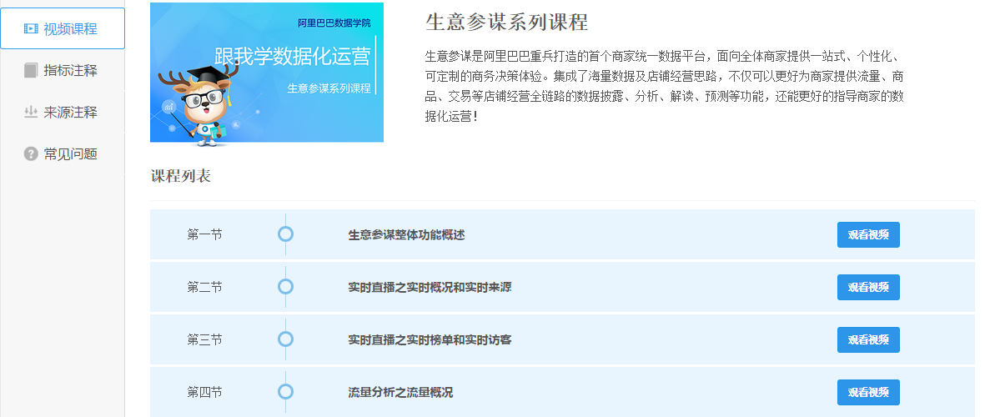 视频课程
指标注释
来源注释
常见问题
阿里巴巴数据学院
跟我学数据化运营
生意参谋系列课程
生意参谋系列课程
生意参谋是阿里巴巴重兵打造的首个商家统一数据平台，面向全体商家提供一站式、个性化、
可定制的商务决策体验。集成了海量数据及店铺经营思路，不仅可以更好为商家提供流量、商
品、交易等店铺经营全链路的数据披露、分析、解读、预测等功能，还能更好的指导商家的数
据化运营！
课程列表
第一节 生意参谋整体功能概述 观看视频
第二节 实时直播之实时概况和实时来源 观看视频
第三节 实时直播之实时榜单和实时访客 观看视频
第四节 流量分析之流量概况 观看视频